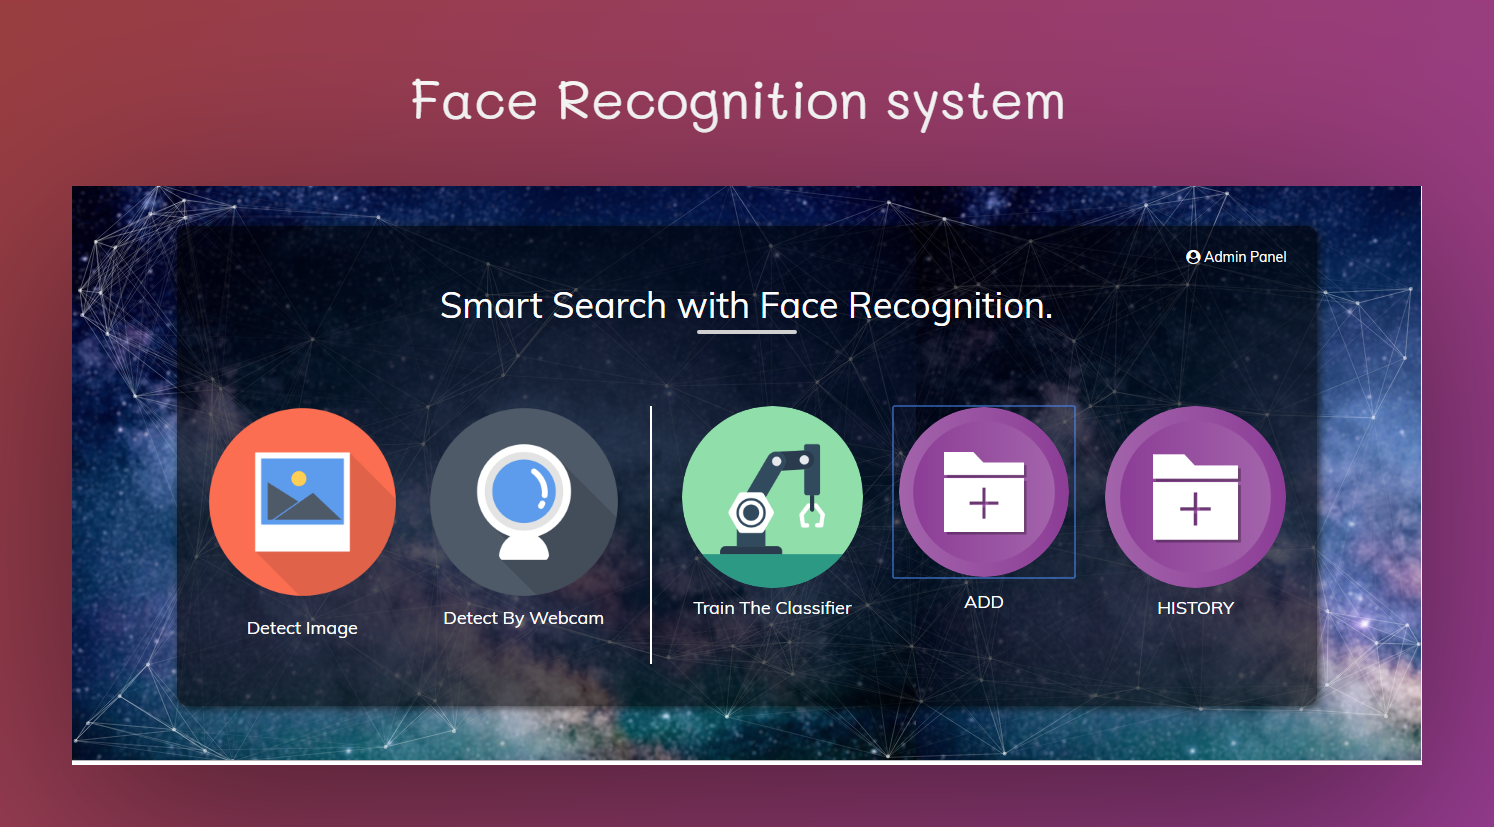 Face Recognition system
Admin Panel
Smart Search with Face Recognition.
Detect Image
Detect By Webcam
Train The Classifier
ADD
HISTORY